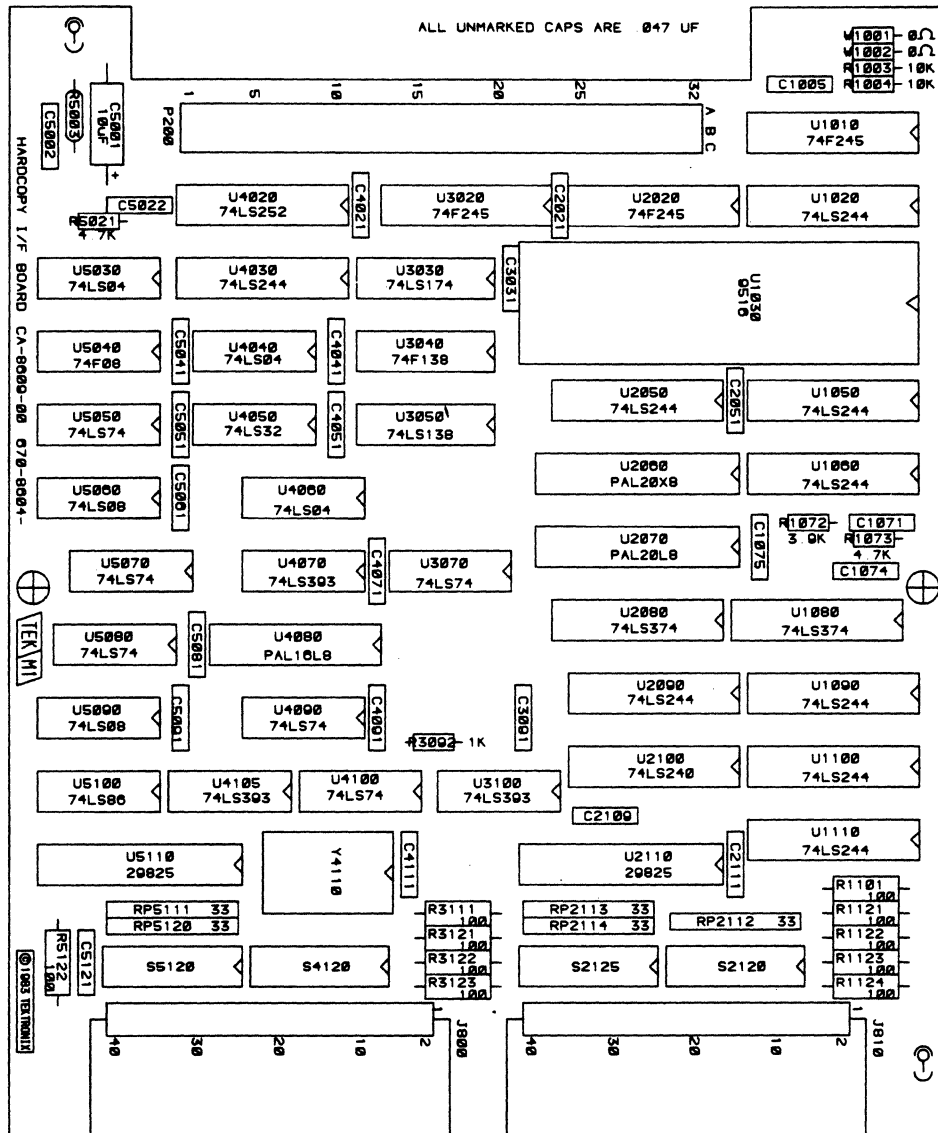 ALL UNMARKED CAPS ARE .047 UF
W1001 0Ω
W1002 0Ω
R1003 10K
R1004 10K
C1005
1 5 15 20 25 32
P200
A B C
C5002
R5003
C5001
10uF
+
U1010
74F245
C5022
R5021
4.7K
U4020
74LS252
C4021
U3020
74F245
C2021
U2020
74F245
U1020
74LS244
U5030
74LS04
U4030
74LS244
U3030
74LS174
C3031
U1030
9516
U5040
74F08
C5041
U4040
74LS04
C4041
U3040
74F138
U5050
74LS74
C5051
U4050
74LS32
C4051
U3050
74LS138
U2050
74LS244
C2051
U1050
74LS244
U5060
74LS08
C5061
U4060
74LS04
U2060
PAL20X8
U1060
74LS244
U2070
PAL20L8
C1075
R1072
3.9K
C1071
R1073
4.7K
C1074
U5070
74LS74
U4070
74LS393
C4071
U3070
74LS74
U2080
74LS374
U1080
74LS374
TEK MI
U5080
74LS74
C5081
U4080
PAL16L8
U2090
74LS244
U1090
74LS244
U5090
74LS08
C5091
U4090
74LS74
C4091
R3092 1K
C3091
U2100
74LS240
U1100
74LS244
U5100
74LS86
U4105
74LS393
U4100
74LS74
U3100
74LS393
C2109
U1110
74LS244
U5110
29825
Y4110
C4111
U2110
29825
C2111
R1101
100
RP5111 33
RP5120 33
R3111
100
R3121
100
R3122
100
R3123
100
RP2113 33
RP2114 33
RP2112 33
R1121
100
R1122
100
R1123
100
R1124
100
R5122
100
C5121
S5120
S4120
S2125
S2120
©1983 TEKTRONIX
40 30 20 10 2
1
J800
40 30 20 10 2
1
J810
HARDCOPY I/F BOARD CA-8609-00 670-8604-